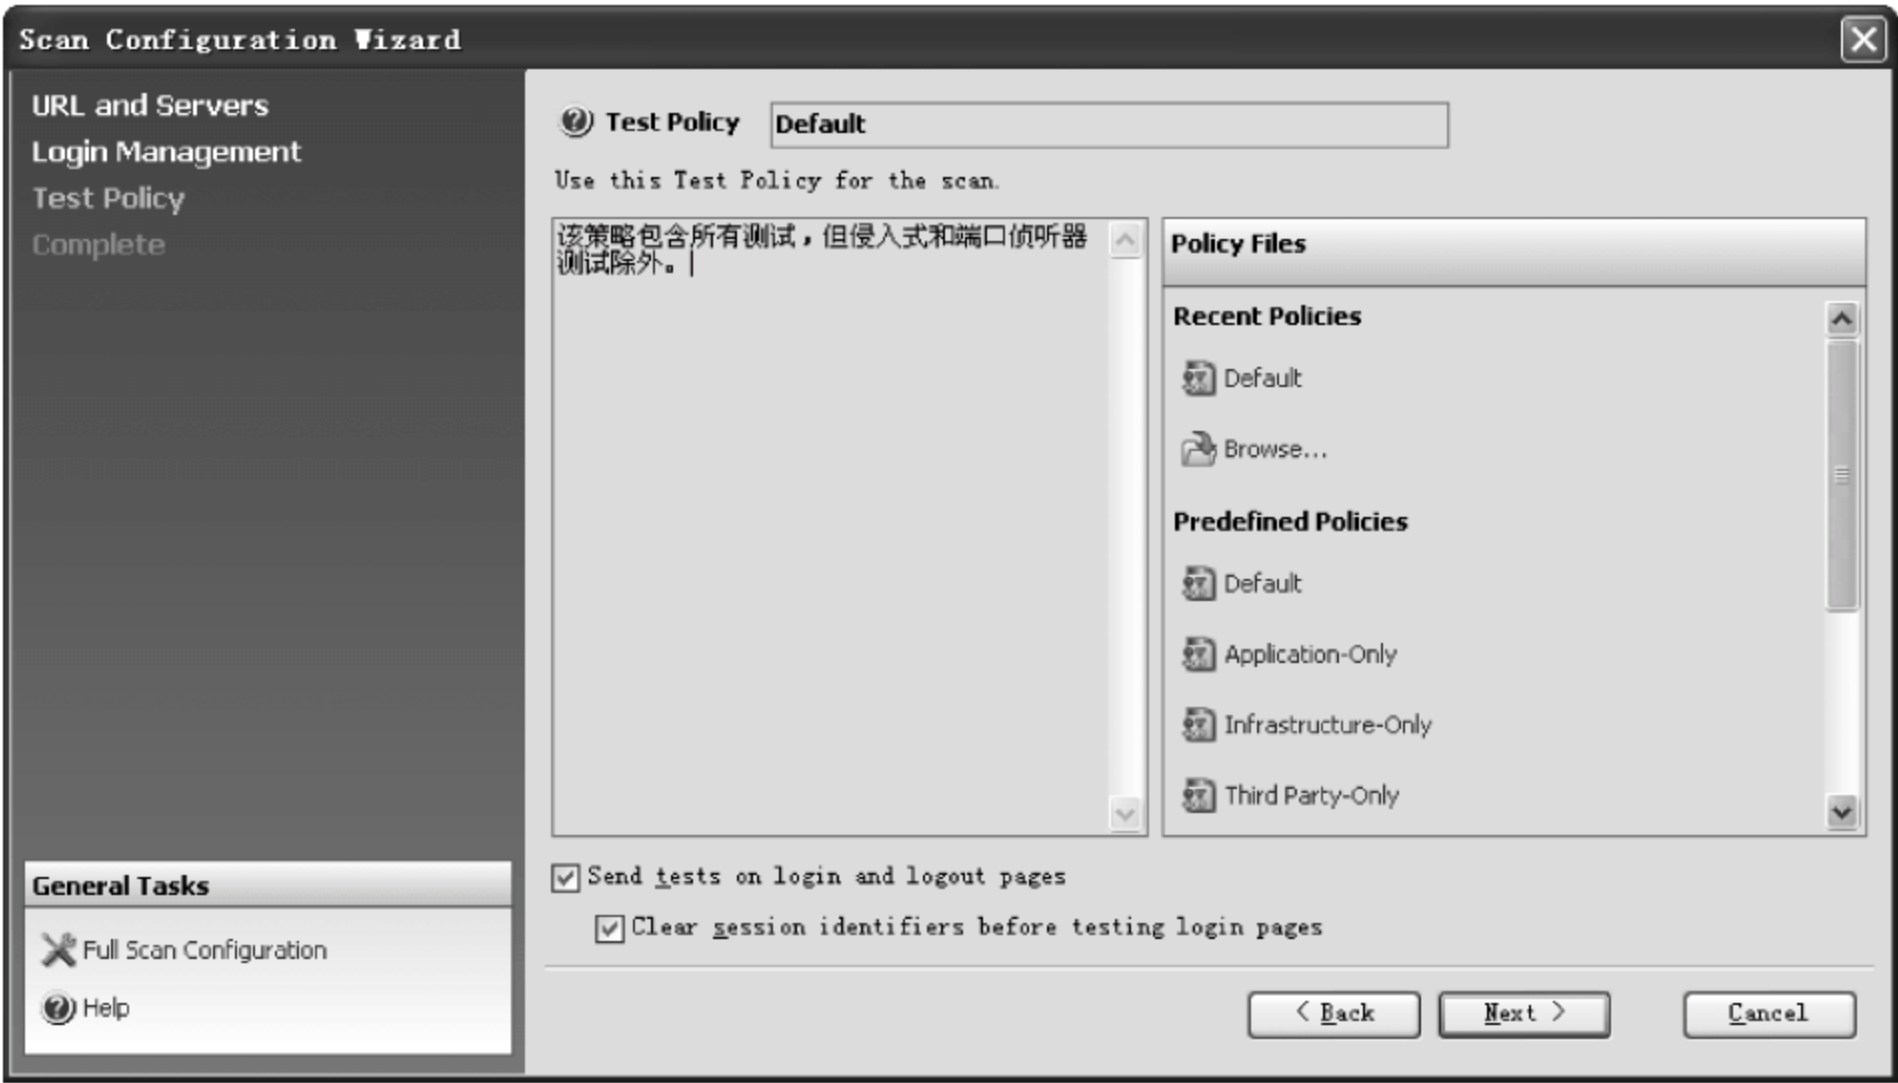 Scan Configuration Wizard
URL and Servers
Login Management
Test Policy
Complete
General Tasks
Full Scan Configuration
Help
Test Policy
Default
Use this Test Policy for the scan.
该策略包含所有测试，但侵入式和端口侦听器
测试除外。
Policy Files
Recent Policies
Default
Browse...
Predefined Policies
Default
Application-Only
Infrastructure-Only
Third Party-Only
Send tests on login and logout pages
Clear session identifiers before testing login pages
< Back
Next >
Cancel